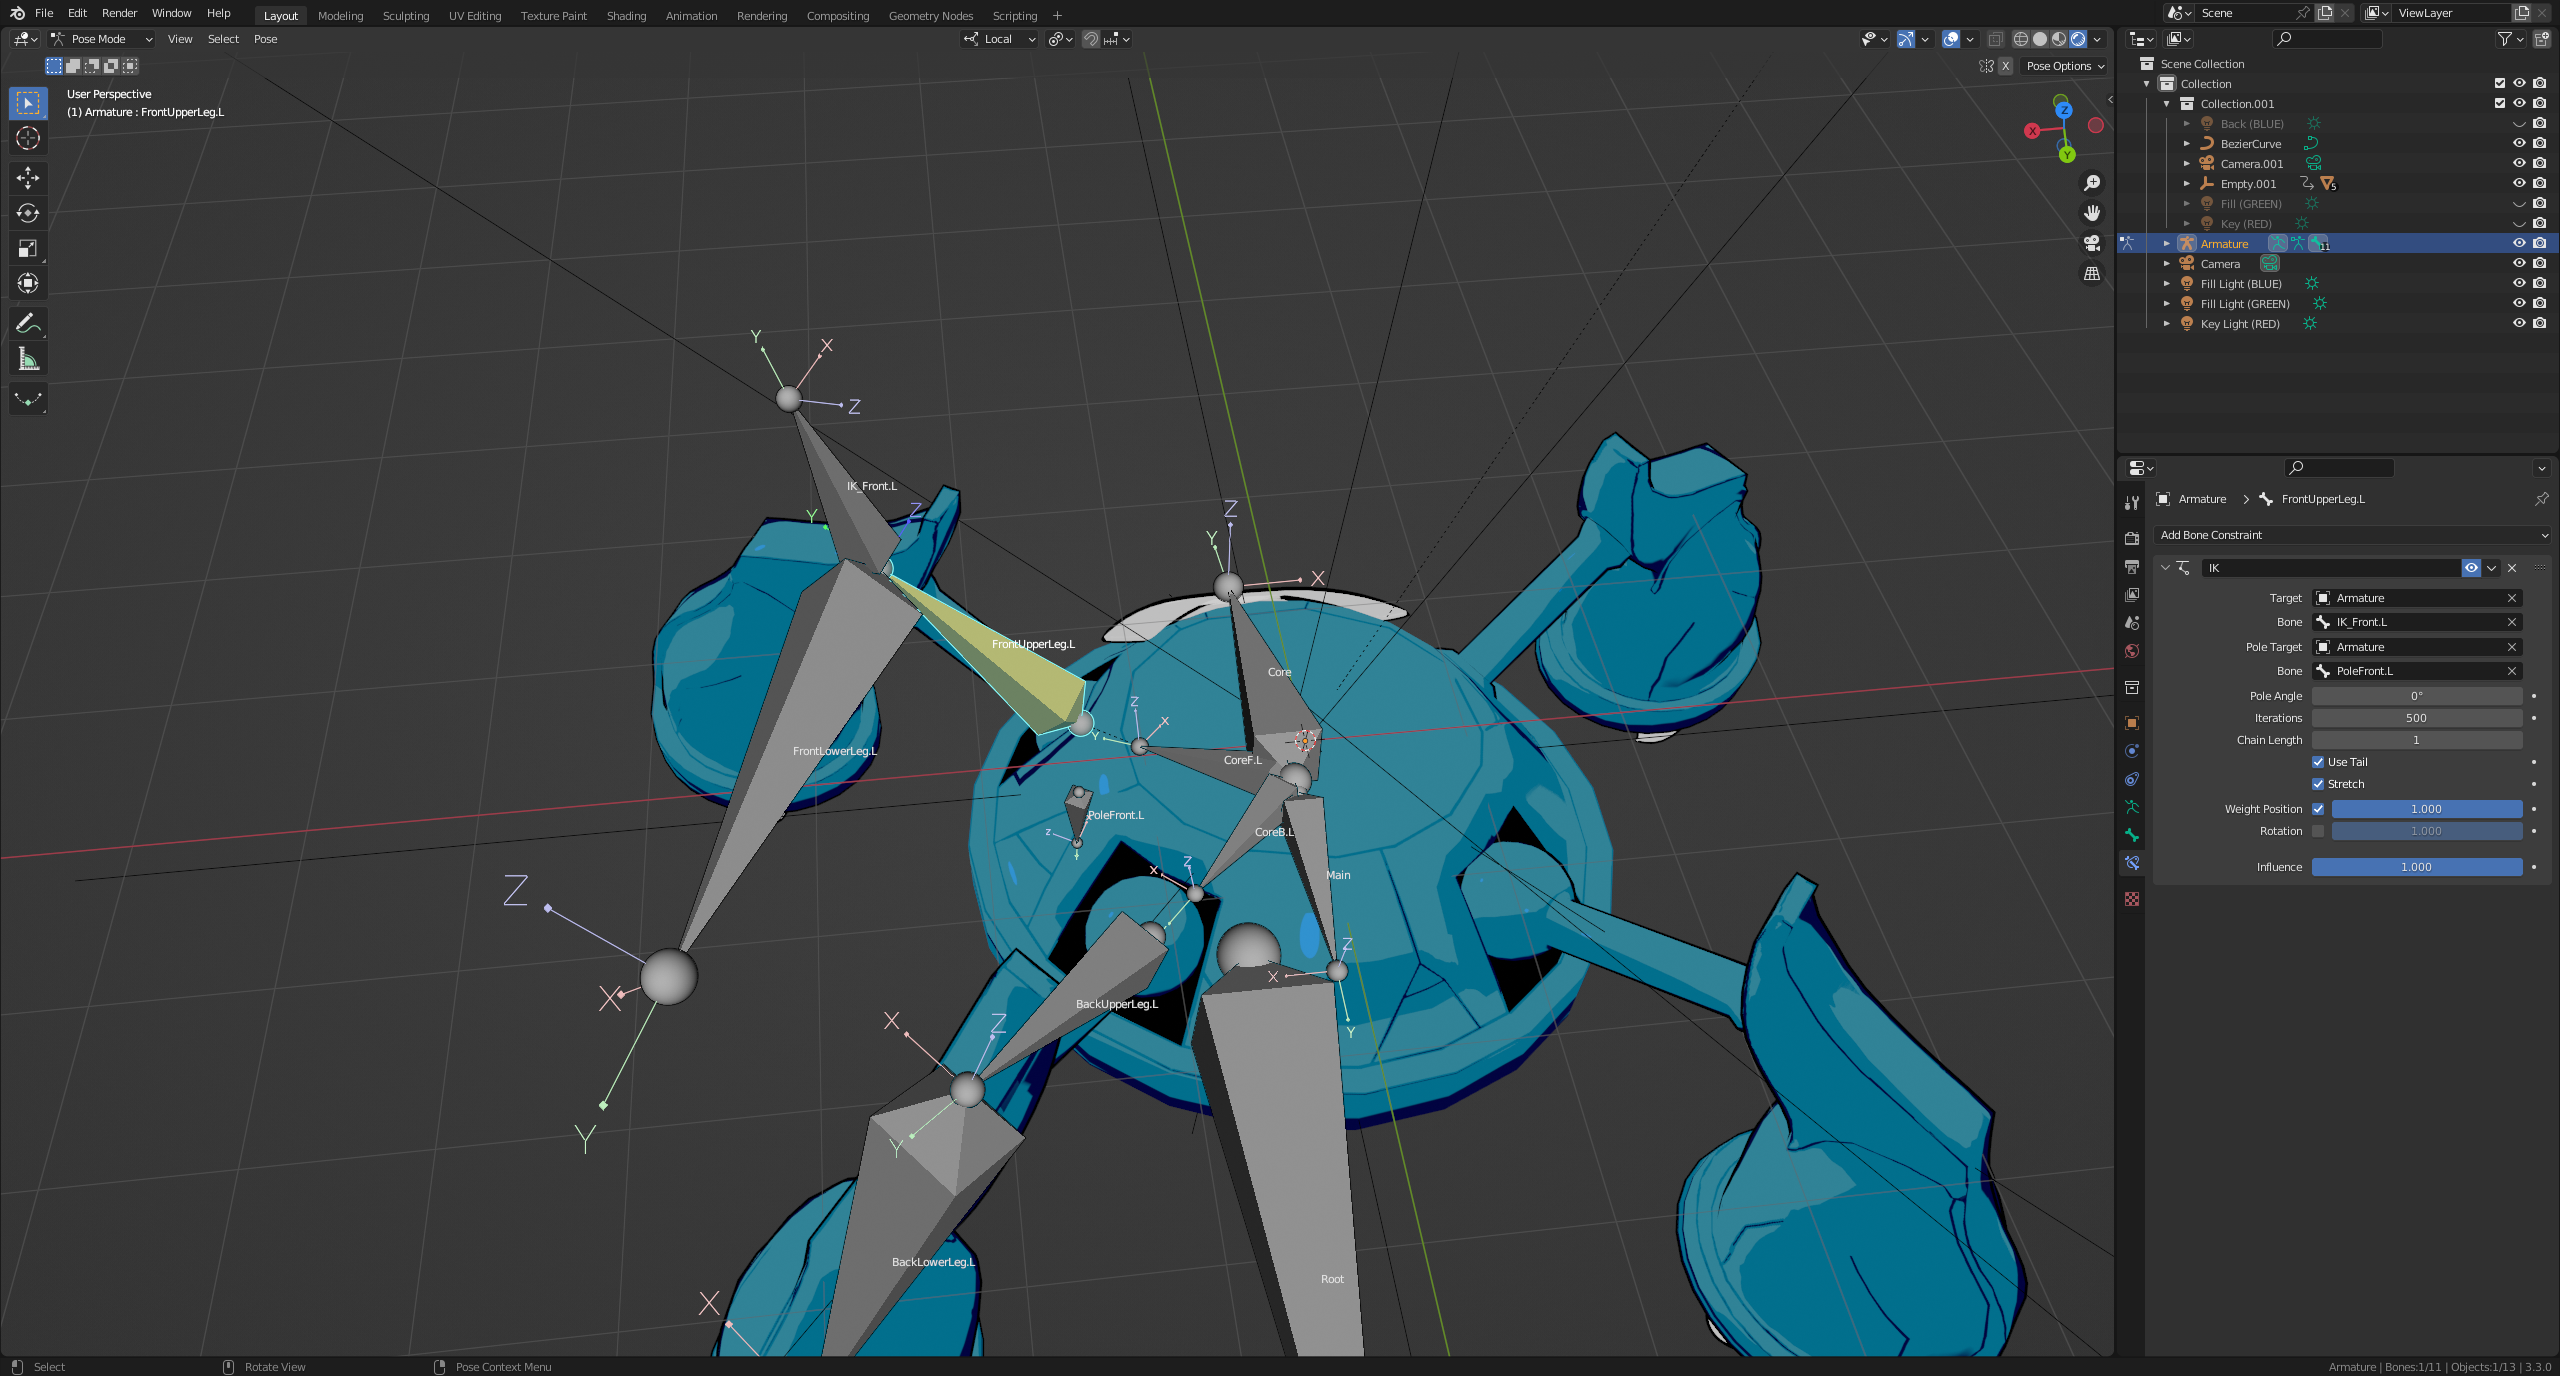 File Edit Render Window Help Layout Modeling Sculpting UV Editing Texture Paint Shading Animation Rendering Compositing Geometry Nodes Scripting + Scene ViewLayer
Pose Mode View Select Pose Local
X Pose Options
User Perspective
(1) Armature : FrontUpperLeg.L
Z
X
Y
Y
X
Z
IK_Front.L
Z
Y
Z
Y
X
FrontUpperLeg.L
Core
Z
X
Y
FrontLowerLeg.L
CoreF.L
PoleFront.L
Z
CoreB.L
Z
X
Main
Z
X
Z
X
Y
BackUpperLeg.L
X
Z
Y
Y
BackLowerLeg.L
Root
X
Scene Collection
Collection
Collection.001
Back (BLUE)
BezierCurve
Camera.001
Empty.001 5
Fill (GREEN)
Key (RED)
Armature 11
Camera
Fill Light (BLUE)
Fill Light (GREEN)
Key Light (RED)
Armature > FrontUpperLeg.L
Add Bone Constraint
IK
Target Armature
Bone IK_Front.L
Pole Target Armature
Bone PoleFront.L
Pole Angle 0°
Iterations 500
Chain Length 1
Use Tail
Stretch
Weight Position 1.000
Rotation 1.000
Influence 1.000
Select Rotate View Pose Context Menu Armature | Bones:1/11 | Objects:1/13 | 3.3.0